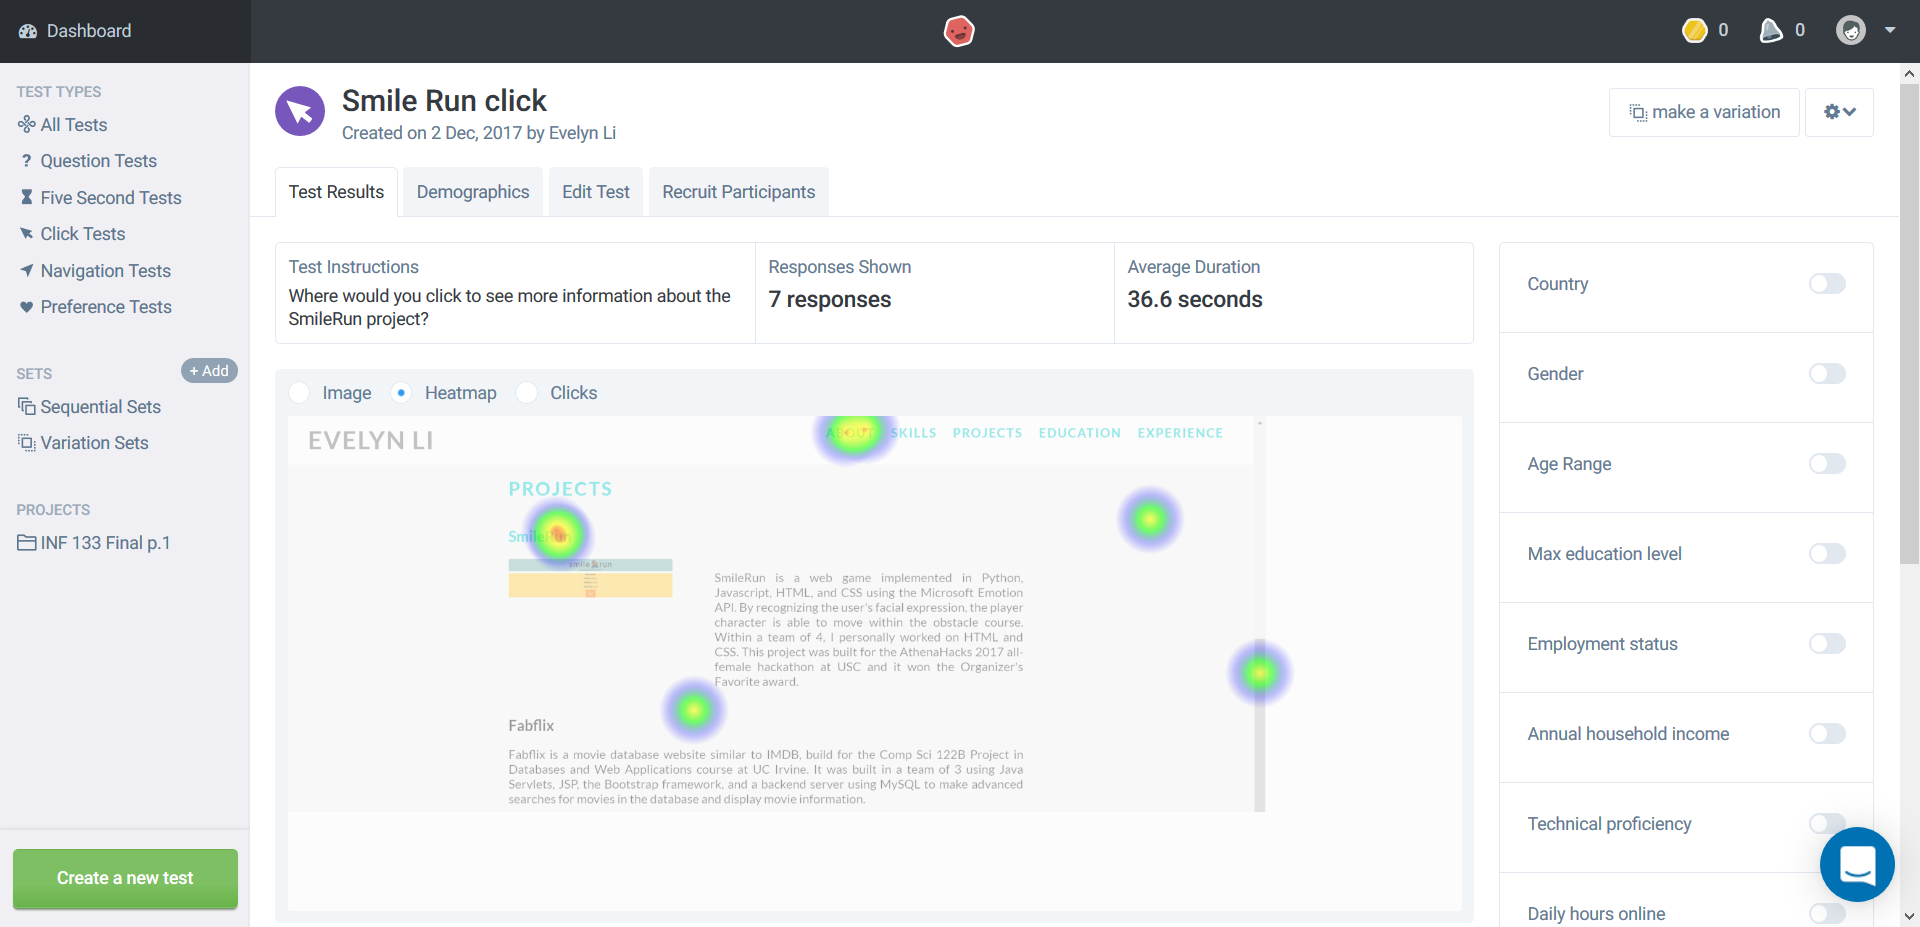 Dashboard
0
0
TEST TYPES
All Tests
? Question Tests
Five Second Tests
Click Tests
Navigation Tests
Preference Tests
SETS
+ Add
Sequential Sets
Variation Sets
PROJECTS
INF 133 Final p.1
Create a new test
Smile Run click
Created on 2 Dec, 2017 by Evelyn Li
make a variation
Test Results
Demographics
Edit Test
Recruit Participants
Test Instructions
Where would you click to see more information about the
SmileRun project?
Responses Shown
7 responses
Average Duration
36.6 seconds
Image
Heatmap
Clicks
EVELYN LI
ABOUT SKILLS PROJECTS EDUCATION EXPERIENCE
PROJECTS
SmileRun
smile run
SmileRun is a web game implemented in Python,
Javascript, HTML, and CSS using the Microsoft Emotion
API. By recognizing the user's facial expression, the player
character is able to move within the obstacle course.
Within a team of 4, I personally worked on HTML and
CSS. This project was built for the AthenaHacks 2017 all-
female hackathon at USC and it won the Organizer's
Favorite award.
Fabflix
Fabflix is a movie database website similar to IMDB, build for the Comp Sci 122B Project in
Databases and Web Applications course at UC Irvine. It was built in a team of 3 using Java
Servlets, JSP, the Bootstrap framework, and a backend server using MySQL to make advanced
searches for movies in the database and display movie information.
Country
Gender
Age Range
Max education level
Employment status
Annual household income
Technical proficiency
Daily hours online